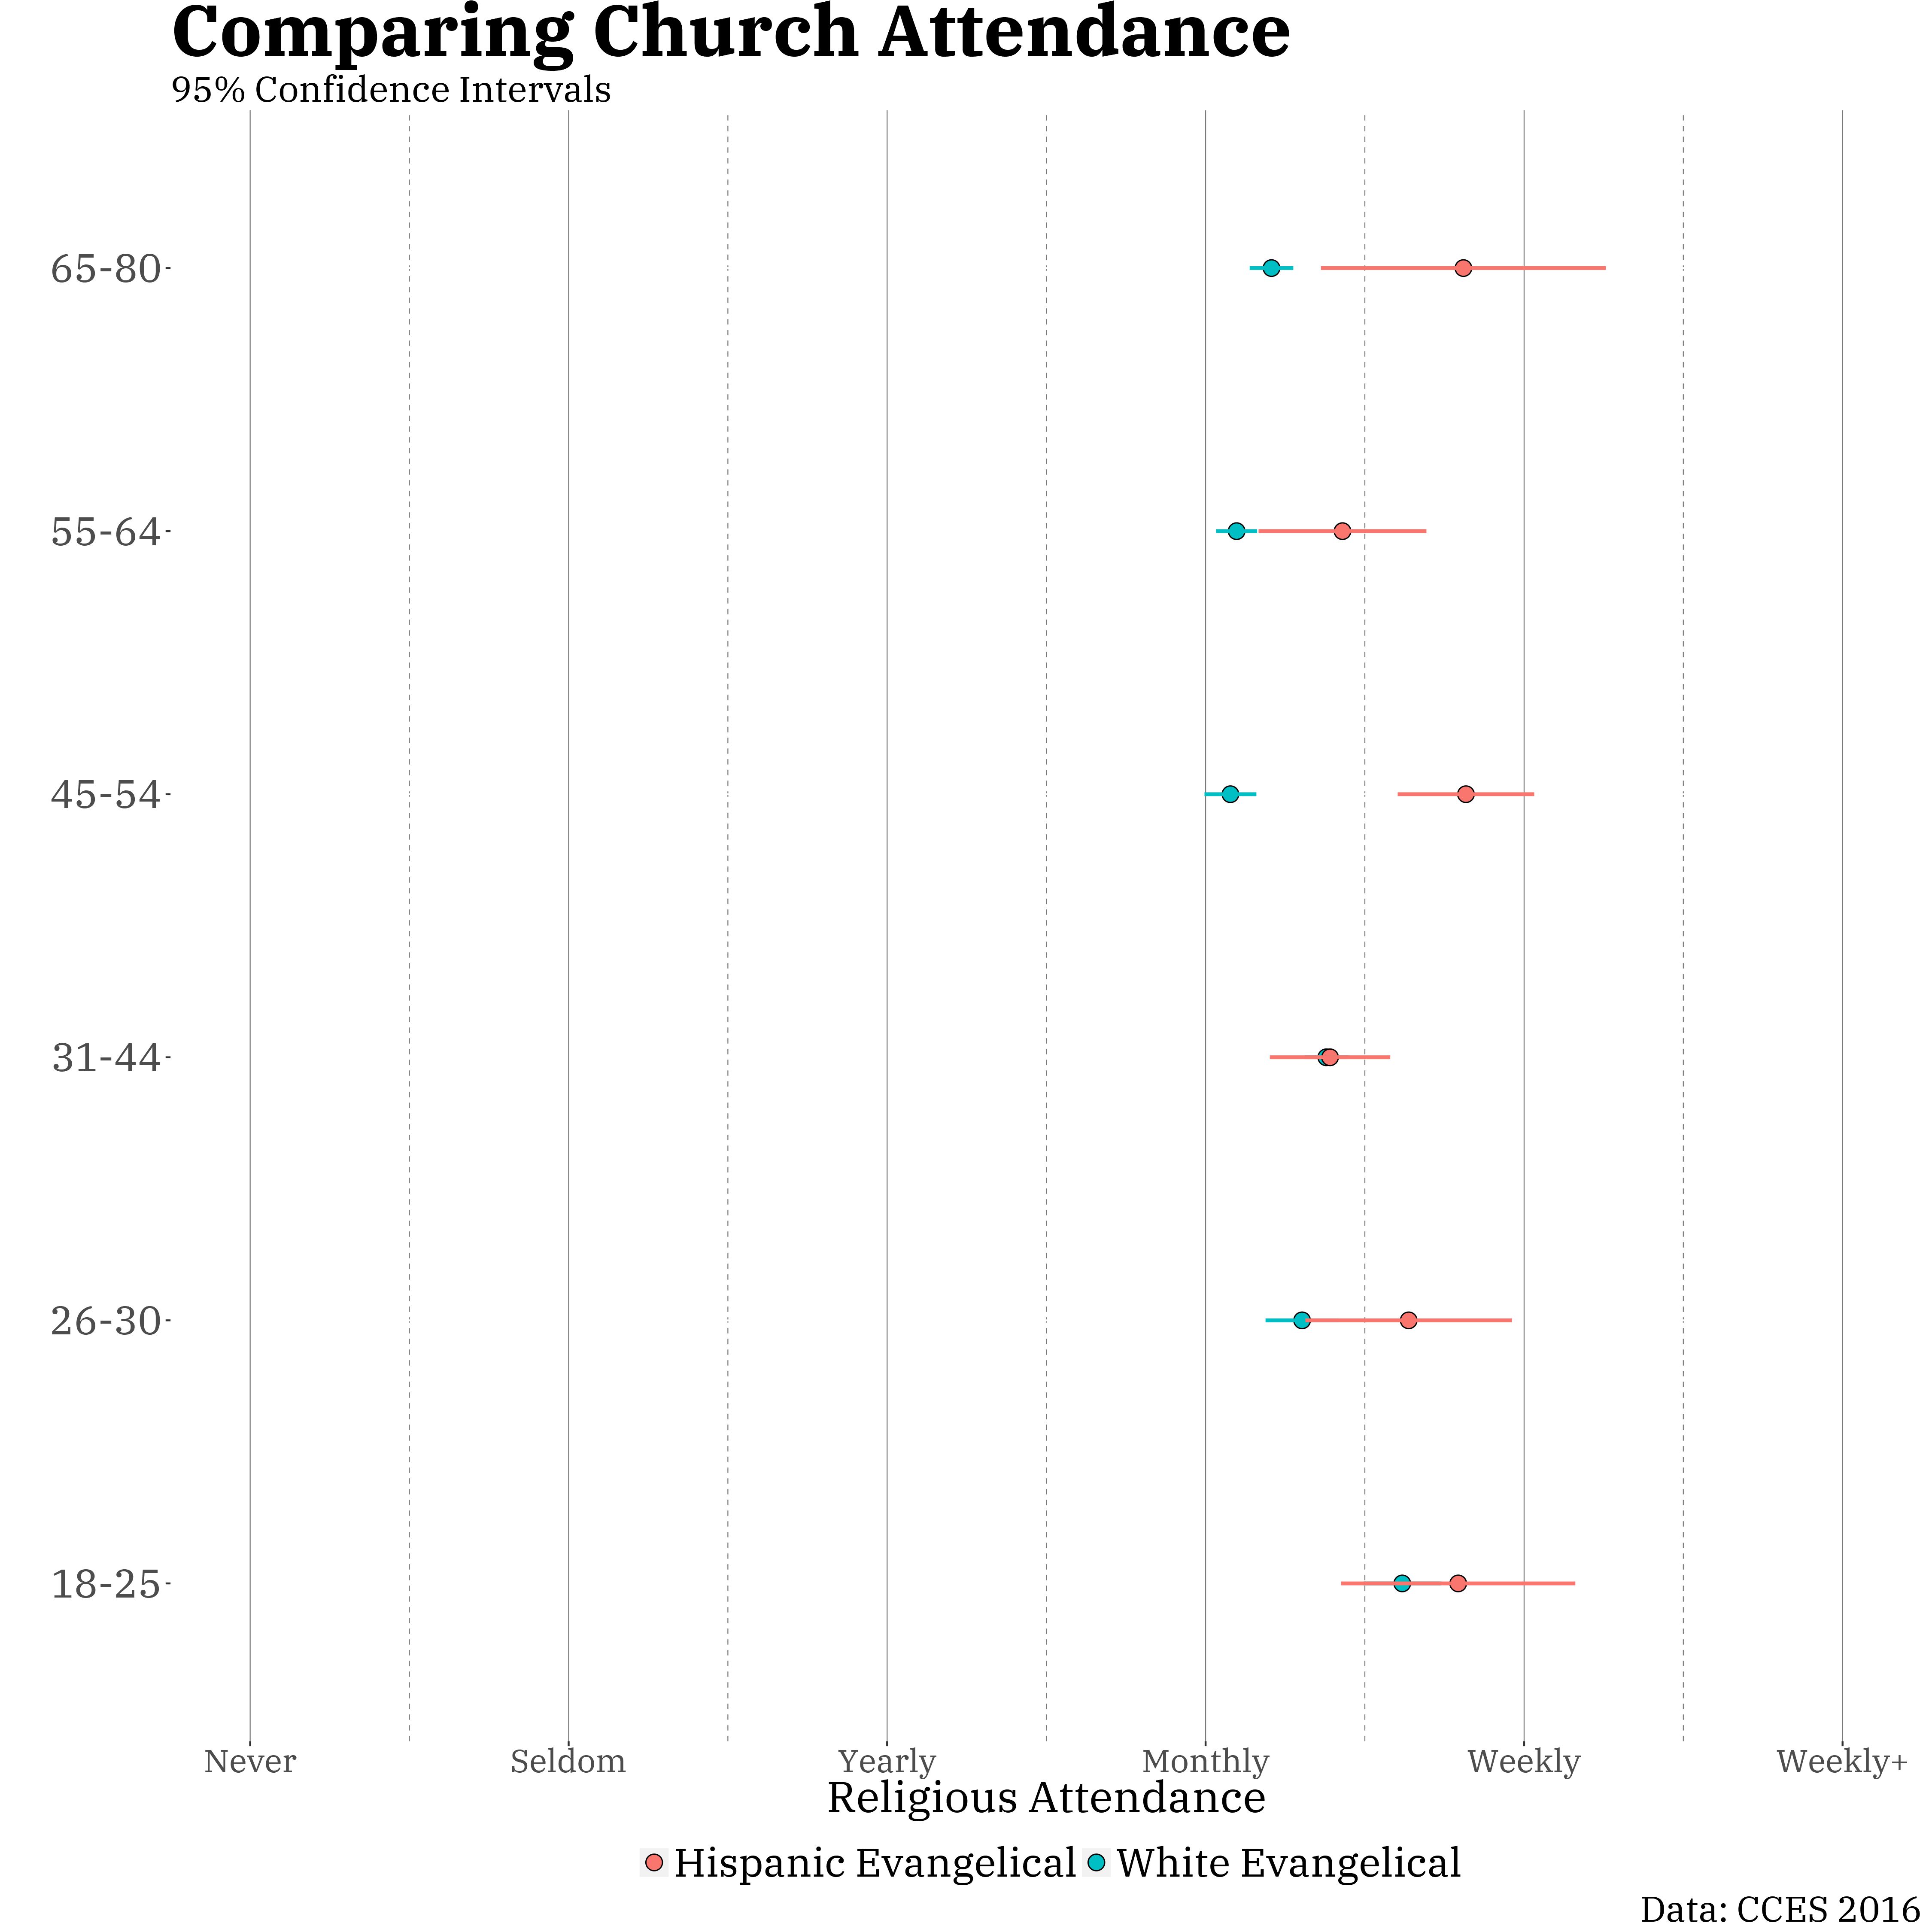 Comparing Church Attendance
95% Confidence Intervals
65-80
55-64
45-54
31-44
26-30
18-25
Never Seldom Yearly Monthly Weekly Weekly+
Religious Attendance
Hispanic Evangelical White Evangelical
Data: CCES 2016